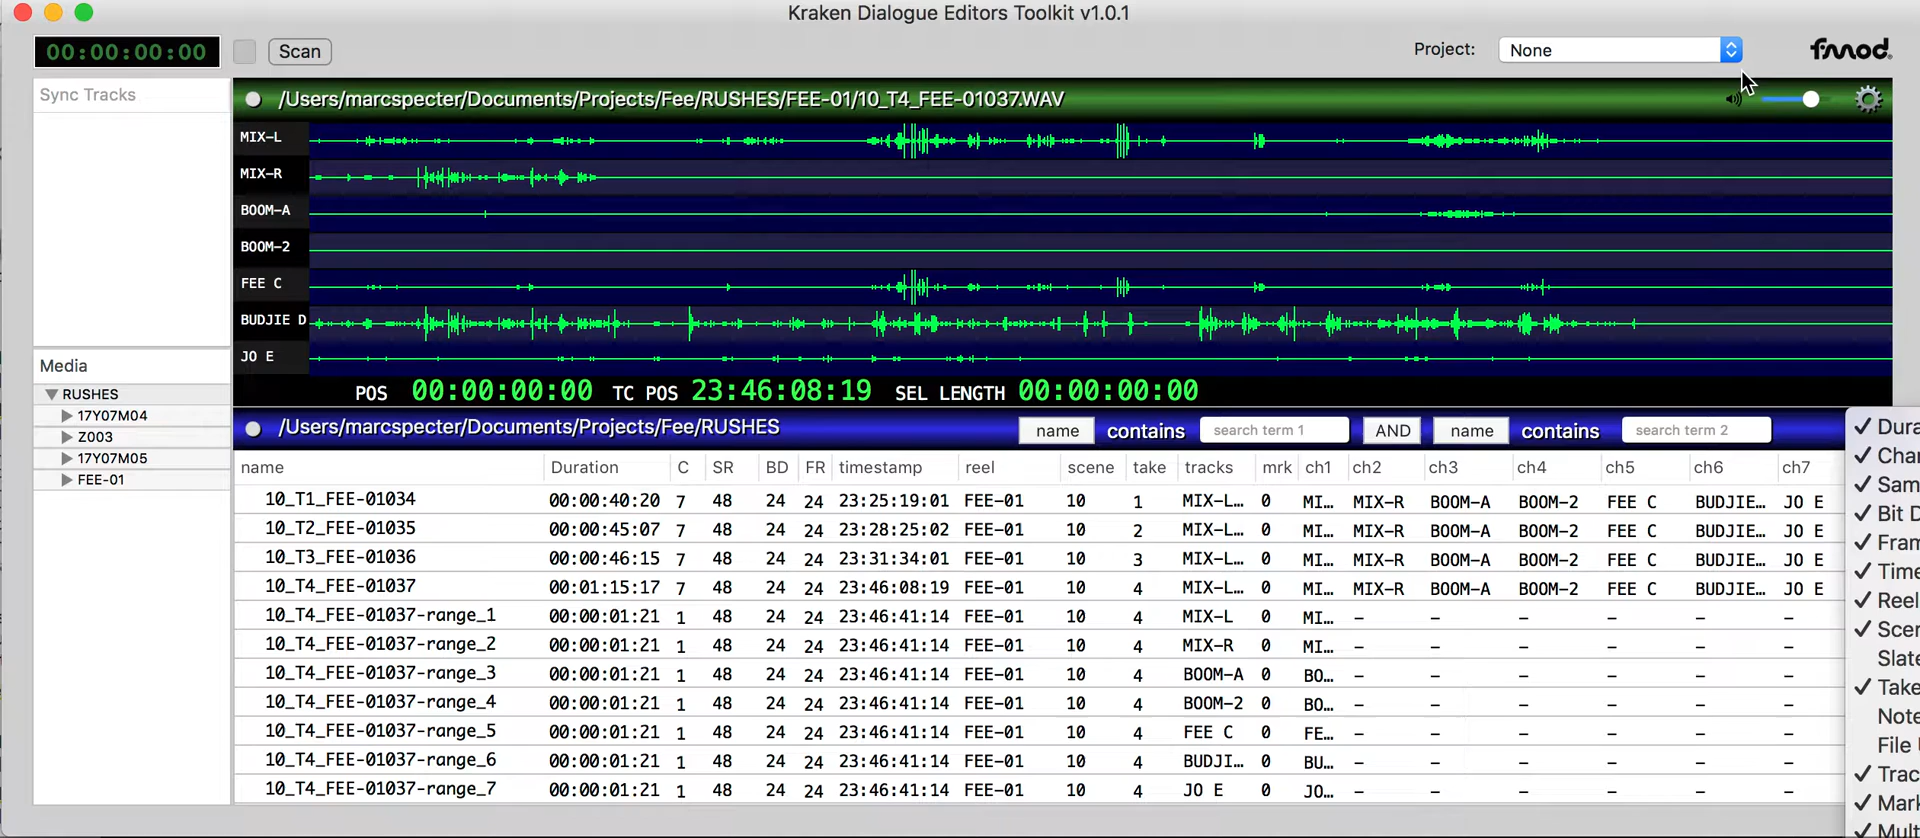 Kraken Dialogue Editors Toolkit v1.0.1
00:00:00:00 Scan Project: None fmod
Sync Tracks
/Users/marcspecter/Documents/Projects/Fee/RUSHES/FEE-01/10_T4_FEE-01037.WAV
MIX-L
MIX-R
BOOM-A
BOOM-2
FEE C
BUDJIE D
JO E
POS 00:00:00:00 TC POS 23:46:08:19 SEL LENGTH 00:00:00:00
Media
RUSHES
17Y07M04
Z003
17Y07M05
FEE-01
/Users/marcspecter/Documents/Projects/Fee/RUSHES name contains search term 1 AND name contains search term 2
name Duration C SR BD FR timestamp reel scene take tracks mrk ch1 ch2 ch3 ch4 ch5 ch6 ch7
10_T1_FEE-01034 00:00:40:20 7 48 24 24 23:25:19:01 FEE-01 10 1 MIX-L… 0 MI… MIX-R BOOM-A BOOM-2 FEE C BUDJIE… JO E
10_T2_FEE-01035 00:00:45:07 7 48 24 24 23:28:25:02 FEE-01 10 2 MIX-L… 0 MI… MIX-R BOOM-A BOOM-2 FEE C BUDJIE… JO E
10_T3_FEE-01036 00:00:46:15 7 48 24 24 23:31:34:01 FEE-01 10 3 MIX-L… 0 MI… MIX-R BOOM-A BOOM-2 FEE C BUDJIE… JO E
10_T4_FEE-01037 00:01:15:17 7 48 24 24 23:46:08:19 FEE-01 10 4 MIX-L… 0 MI… MIX-R BOOM-A BOOM-2 FEE C BUDJIE… JO E
10_T4_FEE-01037-range_1 00:00:01:21 1 48 24 24 23:46:41:14 FEE-01 10 4 MIX-L 0 MI… - - - - - -
10_T4_FEE-01037-range_2 00:00:01:21 1 48 24 24 23:46:41:14 FEE-01 10 4 MIX-R 0 MI… - - - - - -
10_T4_FEE-01037-range_3 00:00:01:21 1 48 24 24 23:46:41:14 FEE-01 10 4 BOOM-A 0 BO… - - - - - -
10_T4_FEE-01037-range_4 00:00:01:21 1 48 24 24 23:46:41:14 FEE-01 10 4 BOOM-2 0 BO… - - - - - -
10_T4_FEE-01037-range_5 00:00:01:21 1 48 24 24 23:46:41:14 FEE-01 10 4 FEE C 0 FE… - - - - - -
10_T4_FEE-01037-range_6 00:00:01:21 1 48 24 24 23:46:41:14 FEE-01 10 4 BUDJI… 0 BU… - - - - - -
10_T4_FEE-01037-range_7 00:00:01:21 1 48 24 24 23:46:41:14 FEE-01 10 4 JO E 0 JO… - - - - - -
✓ Dura
✓ Char
✓ Sam
✓ Bit D
✓ Fram
✓ Time
✓ Reel
✓ Scer
Slate
✓ Take
Note
File
✓ Trac
✓ Mark
✓ Mult